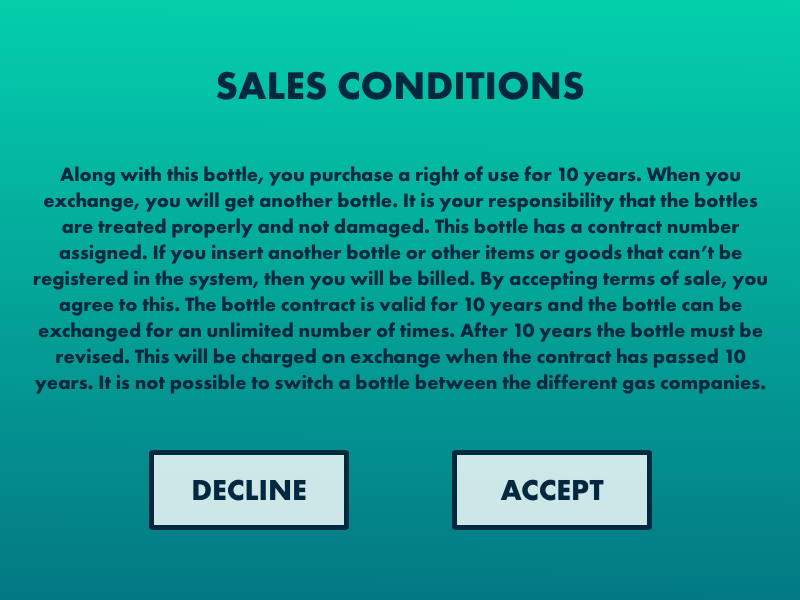 SALES CONDITIONS
Along with this bottle, you purchase a right of use for 10 years. When you
exchange, you will get another bottle. It is your responsibility that the bottles
are treated properly and not damaged. This bottle has a contract number
assigned. If you insert another bottle or other items or goods that can’t be
registered in the system, then you will be billed. By accepting terms of sale, you
agree to this. The bottle contract is valid for 10 years and the bottle can be
exchanged for an unlimited number of times. After 10 years the bottle must be
revised. This will be charged on exchange when the contract has passed 10
years. It is not possible to switch a bottle between the different gas companies.
DECLINE
ACCEPT